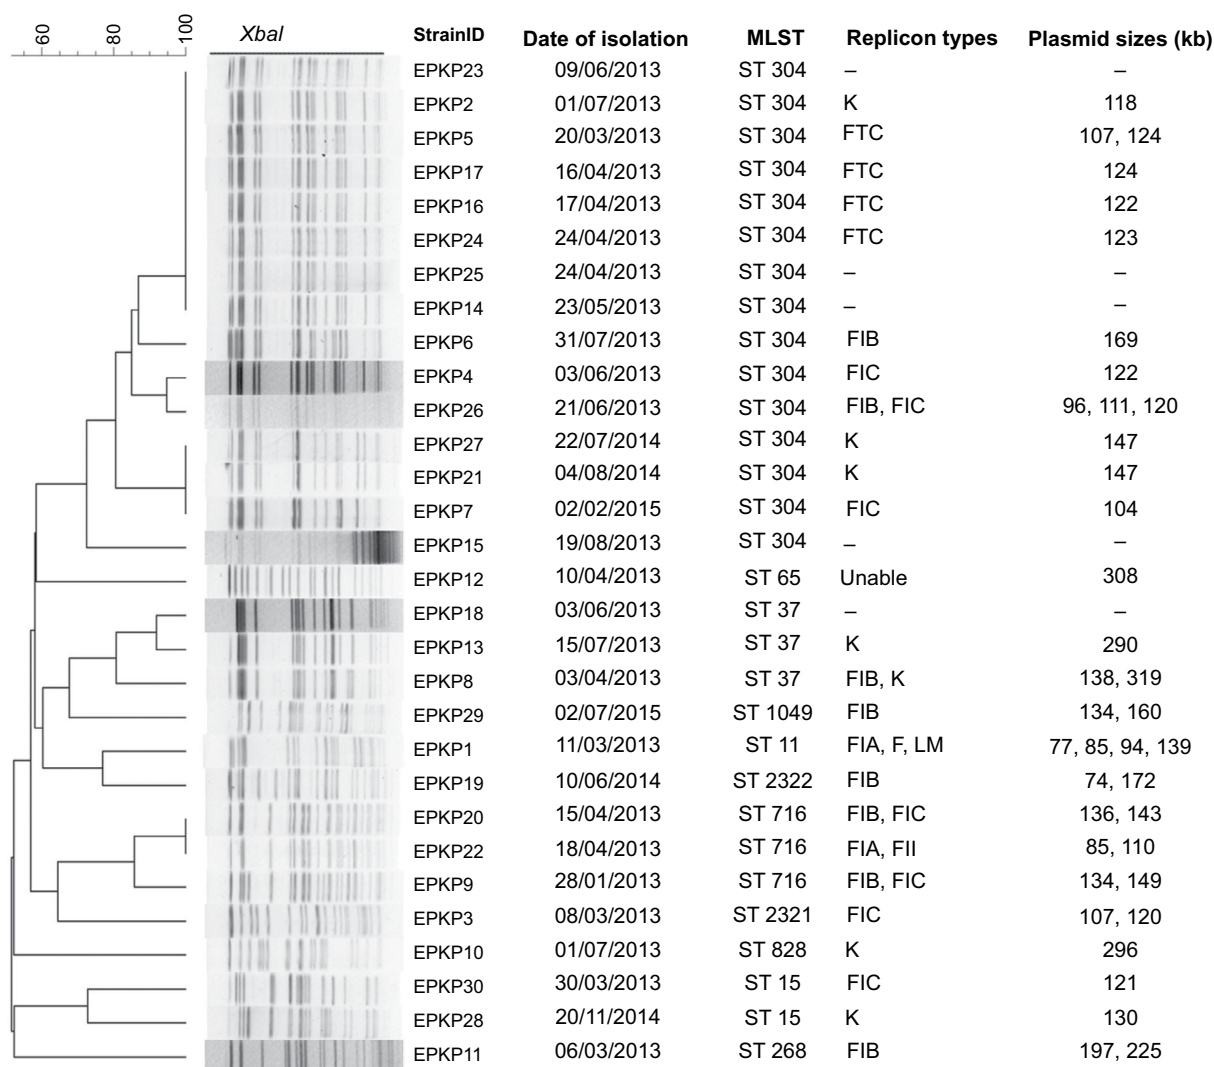 60 80 100
XbaI StrainID Date of isolation MLST Replicon types Plasmid sizes (kb)
EPKP23 09/06/2013 ST 304 – –
EPKP2 01/07/2013 ST 304 K 118
EPKP5 20/03/2013 ST 304 FTC 107, 124
EPKP17 16/04/2013 ST 304 FTC 124
EPKP16 17/04/2013 ST 304 FTC 122
EPKP24 24/04/2013 ST 304 FTC 123
EPKP25 24/04/2013 ST 304 – –
EPKP14 23/05/2013 ST 304 – –
EPKP6 31/07/2013 ST 304 FIB 169
EPKP4 03/06/2013 ST 304 FIC 122
EPKP26 21/06/2013 ST 304 FIB, FIC 96, 111, 120
EPKP27 22/07/2014 ST 304 K 147
EPKP21 04/08/2014 ST 304 K 147
EPKP7 02/02/2015 ST 304 FIC 104
EPKP15 19/08/2013 ST 304 – –
EPKP12 10/04/2013 ST 65 Unable 308
EPKP18 03/06/2013 ST 37 – –
EPKP13 15/07/2013 ST 37 K 290
EPKP8 03/04/2013 ST 37 FIB, K 138, 319
EPKP29 02/07/2015 ST 1049 FIB 134, 160
EPKP1 11/03/2013 ST 11 FIA, F, LM 77, 85, 94, 139
EPKP19 10/06/2014 ST 2322 FIB 74, 172
EPKP20 15/04/2013 ST 716 FIB, FIC 136, 143
EPKP22 18/04/2013 ST 716 FIA, FII 85, 110
EPKP9 28/01/2013 ST 716 FIB, FIC 134, 149
EPKP3 08/03/2013 ST 2321 FIC 107, 120
EPKP10 01/07/2013 ST 828 K 296
EPKP30 30/03/2013 ST 15 FIC 121
EPKP28 20/11/2014 ST 15 K 130
EPKP11 06/03/2013 ST 268 FIB 197, 225